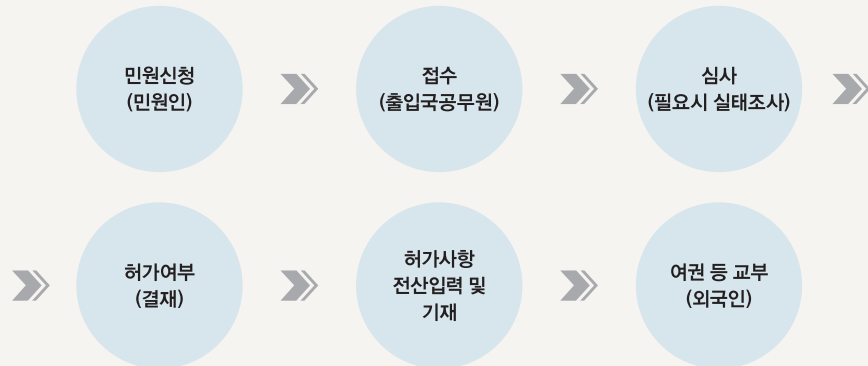 민원신청
(민원인)
접수
(출입국공무원)
심사
(필요시 실태조사)
허가여부
(결재)
허가사항
전산입력 및
기재
여권 등 교부
(외국인)